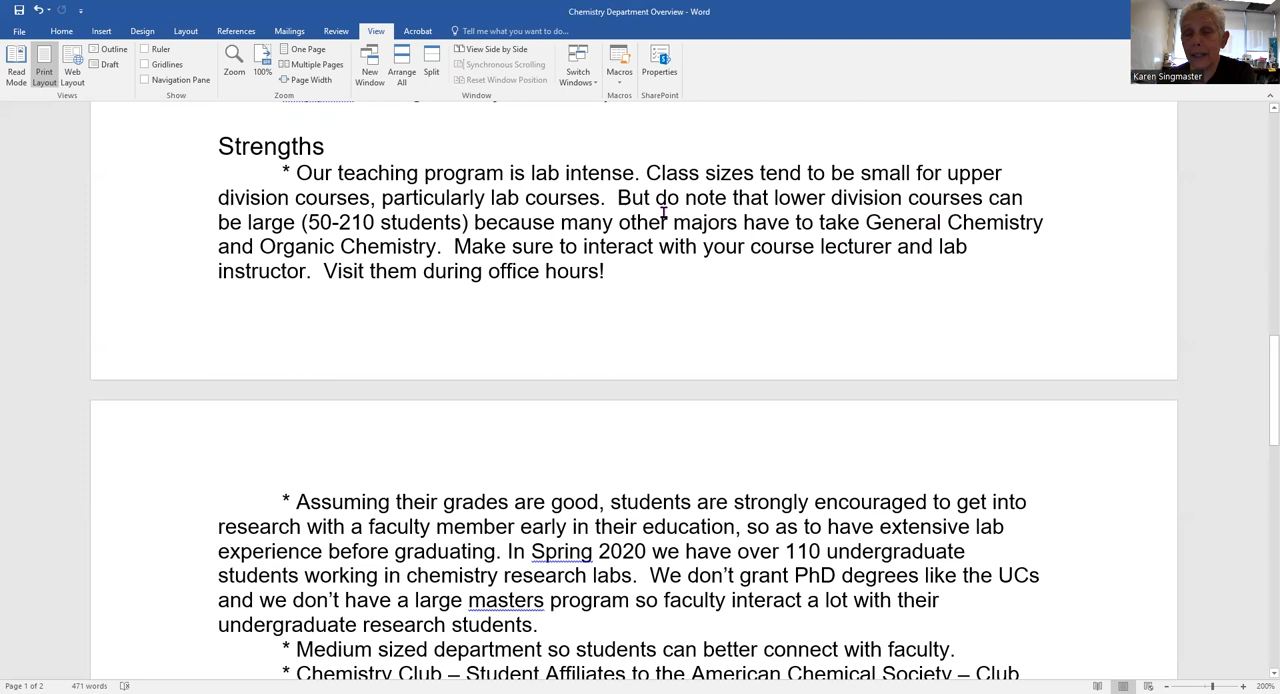 Chemistry Department Overview - Word
File Home Insert Design Layout References Mailings Review View Acrobat Tell me what you want to do...
Read Mode
Print Layout
Web Layout
Outline
Draft
Views
Ruler
Gridlines
Navigation Pane
Show
Zoom
100%
One Page
Multiple Pages
Page Width
Zoom
New Window
Arrange All
Split
View Side by Side
Synchronous Scrolling
Reset Window Position
Window
Switch Windows
Macros
Macros
Properties
SharePoint
Karen Singmaster
Strengths
* Our teaching program is lab intense. Class sizes tend to be small for upper
division courses, particularly lab courses.  But do note that lower division courses can
be large (50-210 students) because many other majors have to take General Chemistry
and Organic Chemistry.  Make sure to interact with your course lecturer and lab
instructor.  Visit them during office hours!
* Assuming their grades are good, students are strongly encouraged to get into
research with a faculty member early in their education, so as to have extensive lab
experience before graduating. In Spring 2020 we have over 110 undergraduate
students working in chemistry research labs.  We don’t grant PhD degrees like the UCs
and we don’t have a large masters program so faculty interact a lot with their
undergraduate research students.
* Medium sized department so students can better connect with faculty.
* Chemistry Club – Student Affiliates to the American Chemical Society – Club
Page 1 of 2 471 words
200%